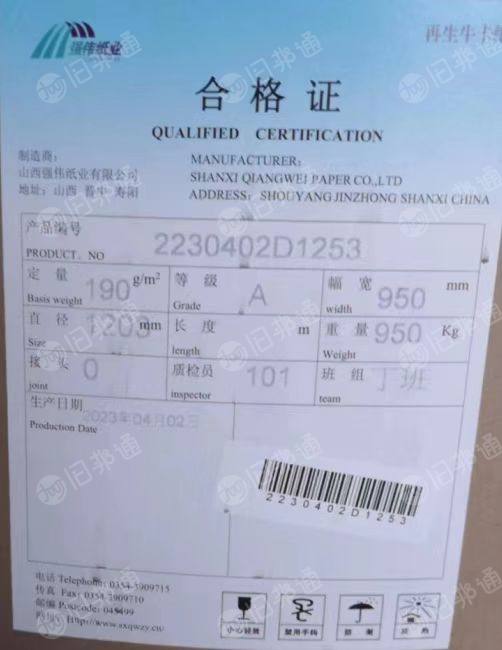 强伟纸业
再生牛卡纸
合格证
QUALIFIED CERTIFICATION
制造商:
山西强伟纸业有限公司
地址: 山西 晋中 寿阳
MANUFACTURER:
SHANXI QIANGWEI PAPER CO.,LTD
ADDRESS: SHOUYANG JINZHONG SHANXI CHINA
产品编号
PRODUCT. NO
2230402D1253
定 量
Basis weight
190
g/m²
等 级
Grade
A
幅 宽
width
950
mm
直 径
Size
1203
mm
长 度
length
m
重 量
Weight
950
Kg
接 头
joint
0
质检员
inspector
101
班 组
team
丁班
生产日期
Production Date
2023年04月02日
2230402D1253
电话 Telephone: 0354-3909715
传真 Fax: 0354-3909710
邮编 Postcode:
Http://www.sxqwzy.cn/
小心轻放
禁用手钩
防 潮
旧邦通